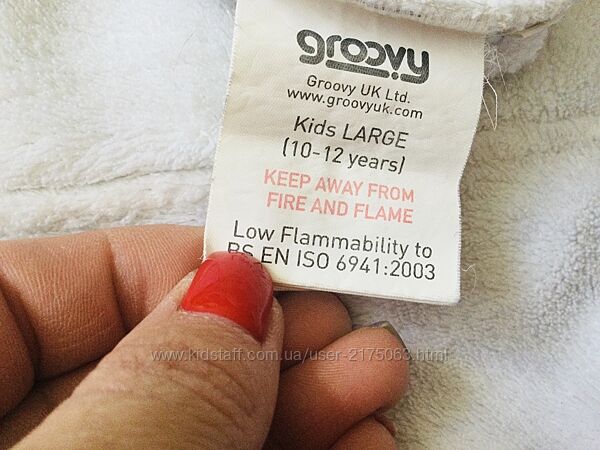 groovy
Groovy UK Ltd.
www.groovyuk.com
Kids LARGE
(10-12 years)
KEEP AWAY FROM
FIRE AND FLAME
Low Flammability to
BS EN ISO 6941:2003
www.kidstaff.com.ua/user-2175063.html